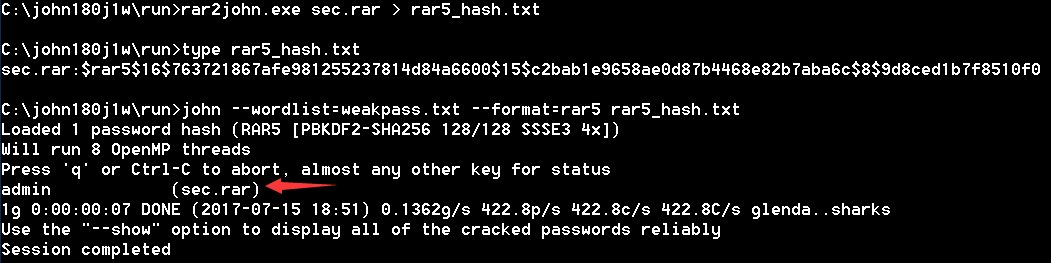 C:\john180j1w\run>rar2john.exe sec.rar > rar5_hash.txt
C:\john180j1w\run>type rar5_hash.txt
sec.rar:$rar5$16$763721867afe981255237814d84a6600$15$c2bab1e9658ae0d87b4468e82b7aba6c$8$9d8ced1b7f8510f0
C:\john180j1w\run>john --wordlist=weakpass.txt --format=rar5 rar5_hash.txt
Loaded 1 password hash (RAR5 [PBKDF2-SHA256 128/128 SSSE3 4x])
Will run 8 OpenMP threads
Press 'q' or Ctrl-C to abort, almost any other key for status
admin            (sec.rar)
1g 0:00:00:07 DONE (2017-07-15 18:51) 0.1362g/s 422.8p/s 422.8c/s 422.8C/s glenda..sharks
Use the "--show" option to display all of the cracked passwords reliably
Session completed